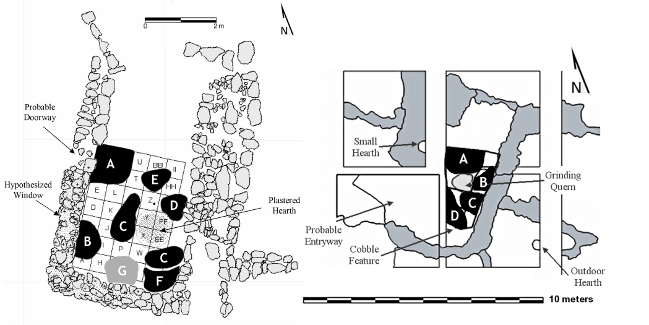 0
2 m
N
Probable
Doorway
A
U
BB
II
E
T
HH
E
L
Z
D
Hypothesized
Window
D
K
C
FF
Plastered
Hearth
J
EE
B
P
W
C
H
G
F
N
Small
Hearth
A
B
Grinding
Quern
C
D
Probable
Entryway
Cobble
Feature
Outdoor
Hearth
10 meters